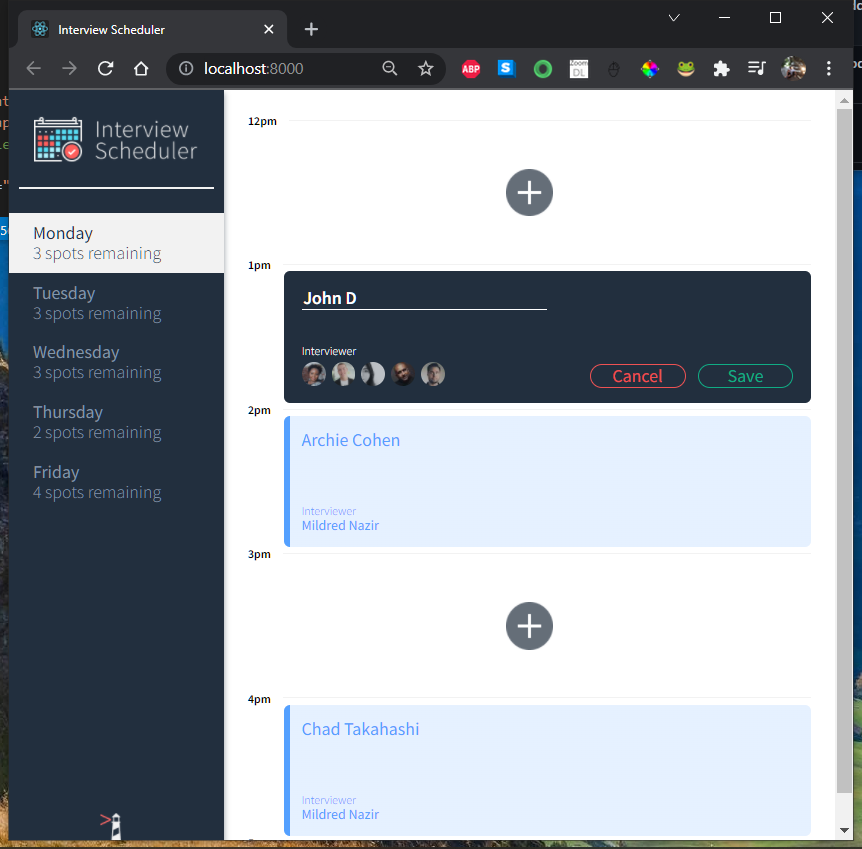 Interview Scheduler
localhost:8000
ABP
S
Zoom
DL
Interview
Scheduler
Monday
3 spots remaining
Tuesday
3 spots remaining
Wednesday
3 spots remaining
Thursday
2 spots remaining
Friday
4 spots remaining
12pm
1pm
John D
Interviewer
Cancel
Save
2pm
Archie Cohen
Interviewer
Mildred Nazir
3pm
4pm
Chad Takahashi
Interviewer
Mildred Nazir